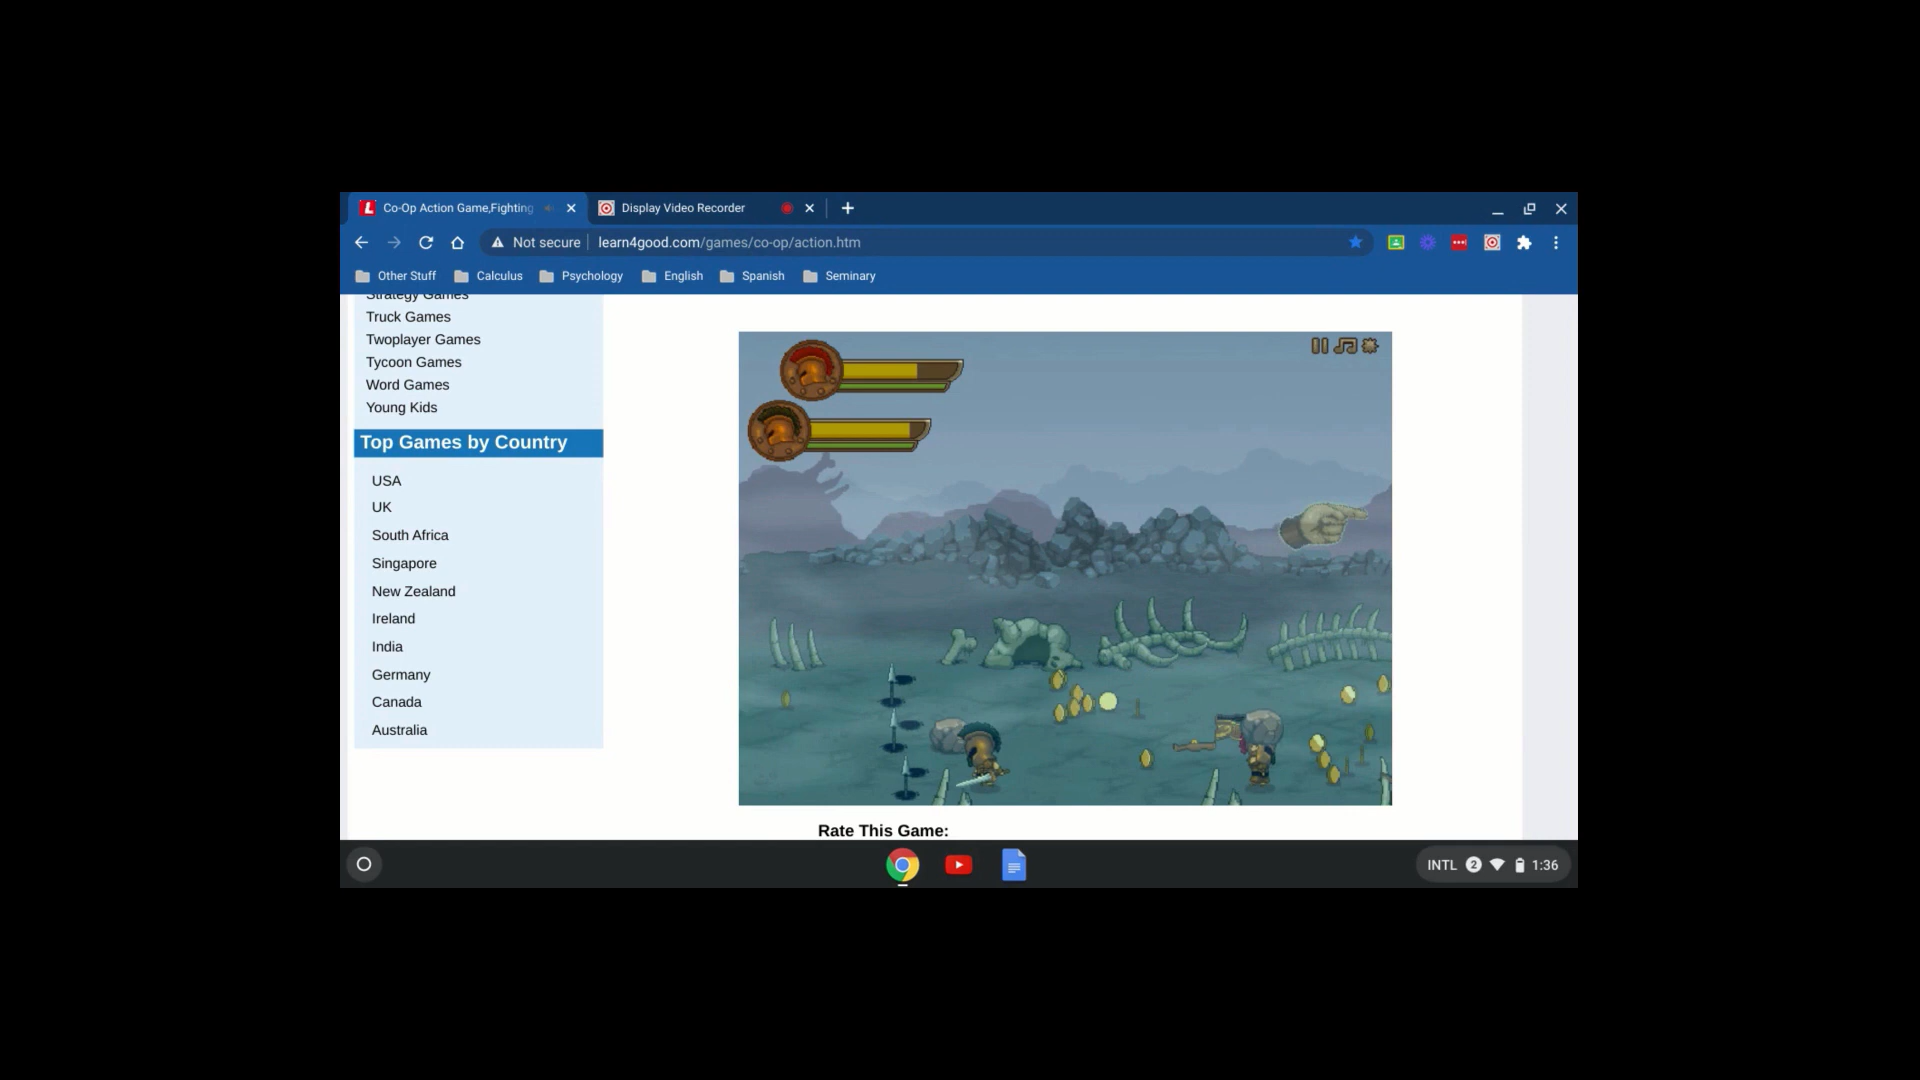 Co-Op Action Game,Fighting
Display Video Recorder
Not secure
learn4good.com/games/co-op/action.htm
Other Stuff
Calculus
Psychology
English
Spanish
Seminary
Strategy Games
Truck Games
Twoplayer Games
Tycoon Games
Word Games
Young Kids
Top Games by Country
USA
UK
South Africa
Singapore
New Zealand
Ireland
India
Germany
Canada
Australia
Rate This Game:
INTL 2 1:36